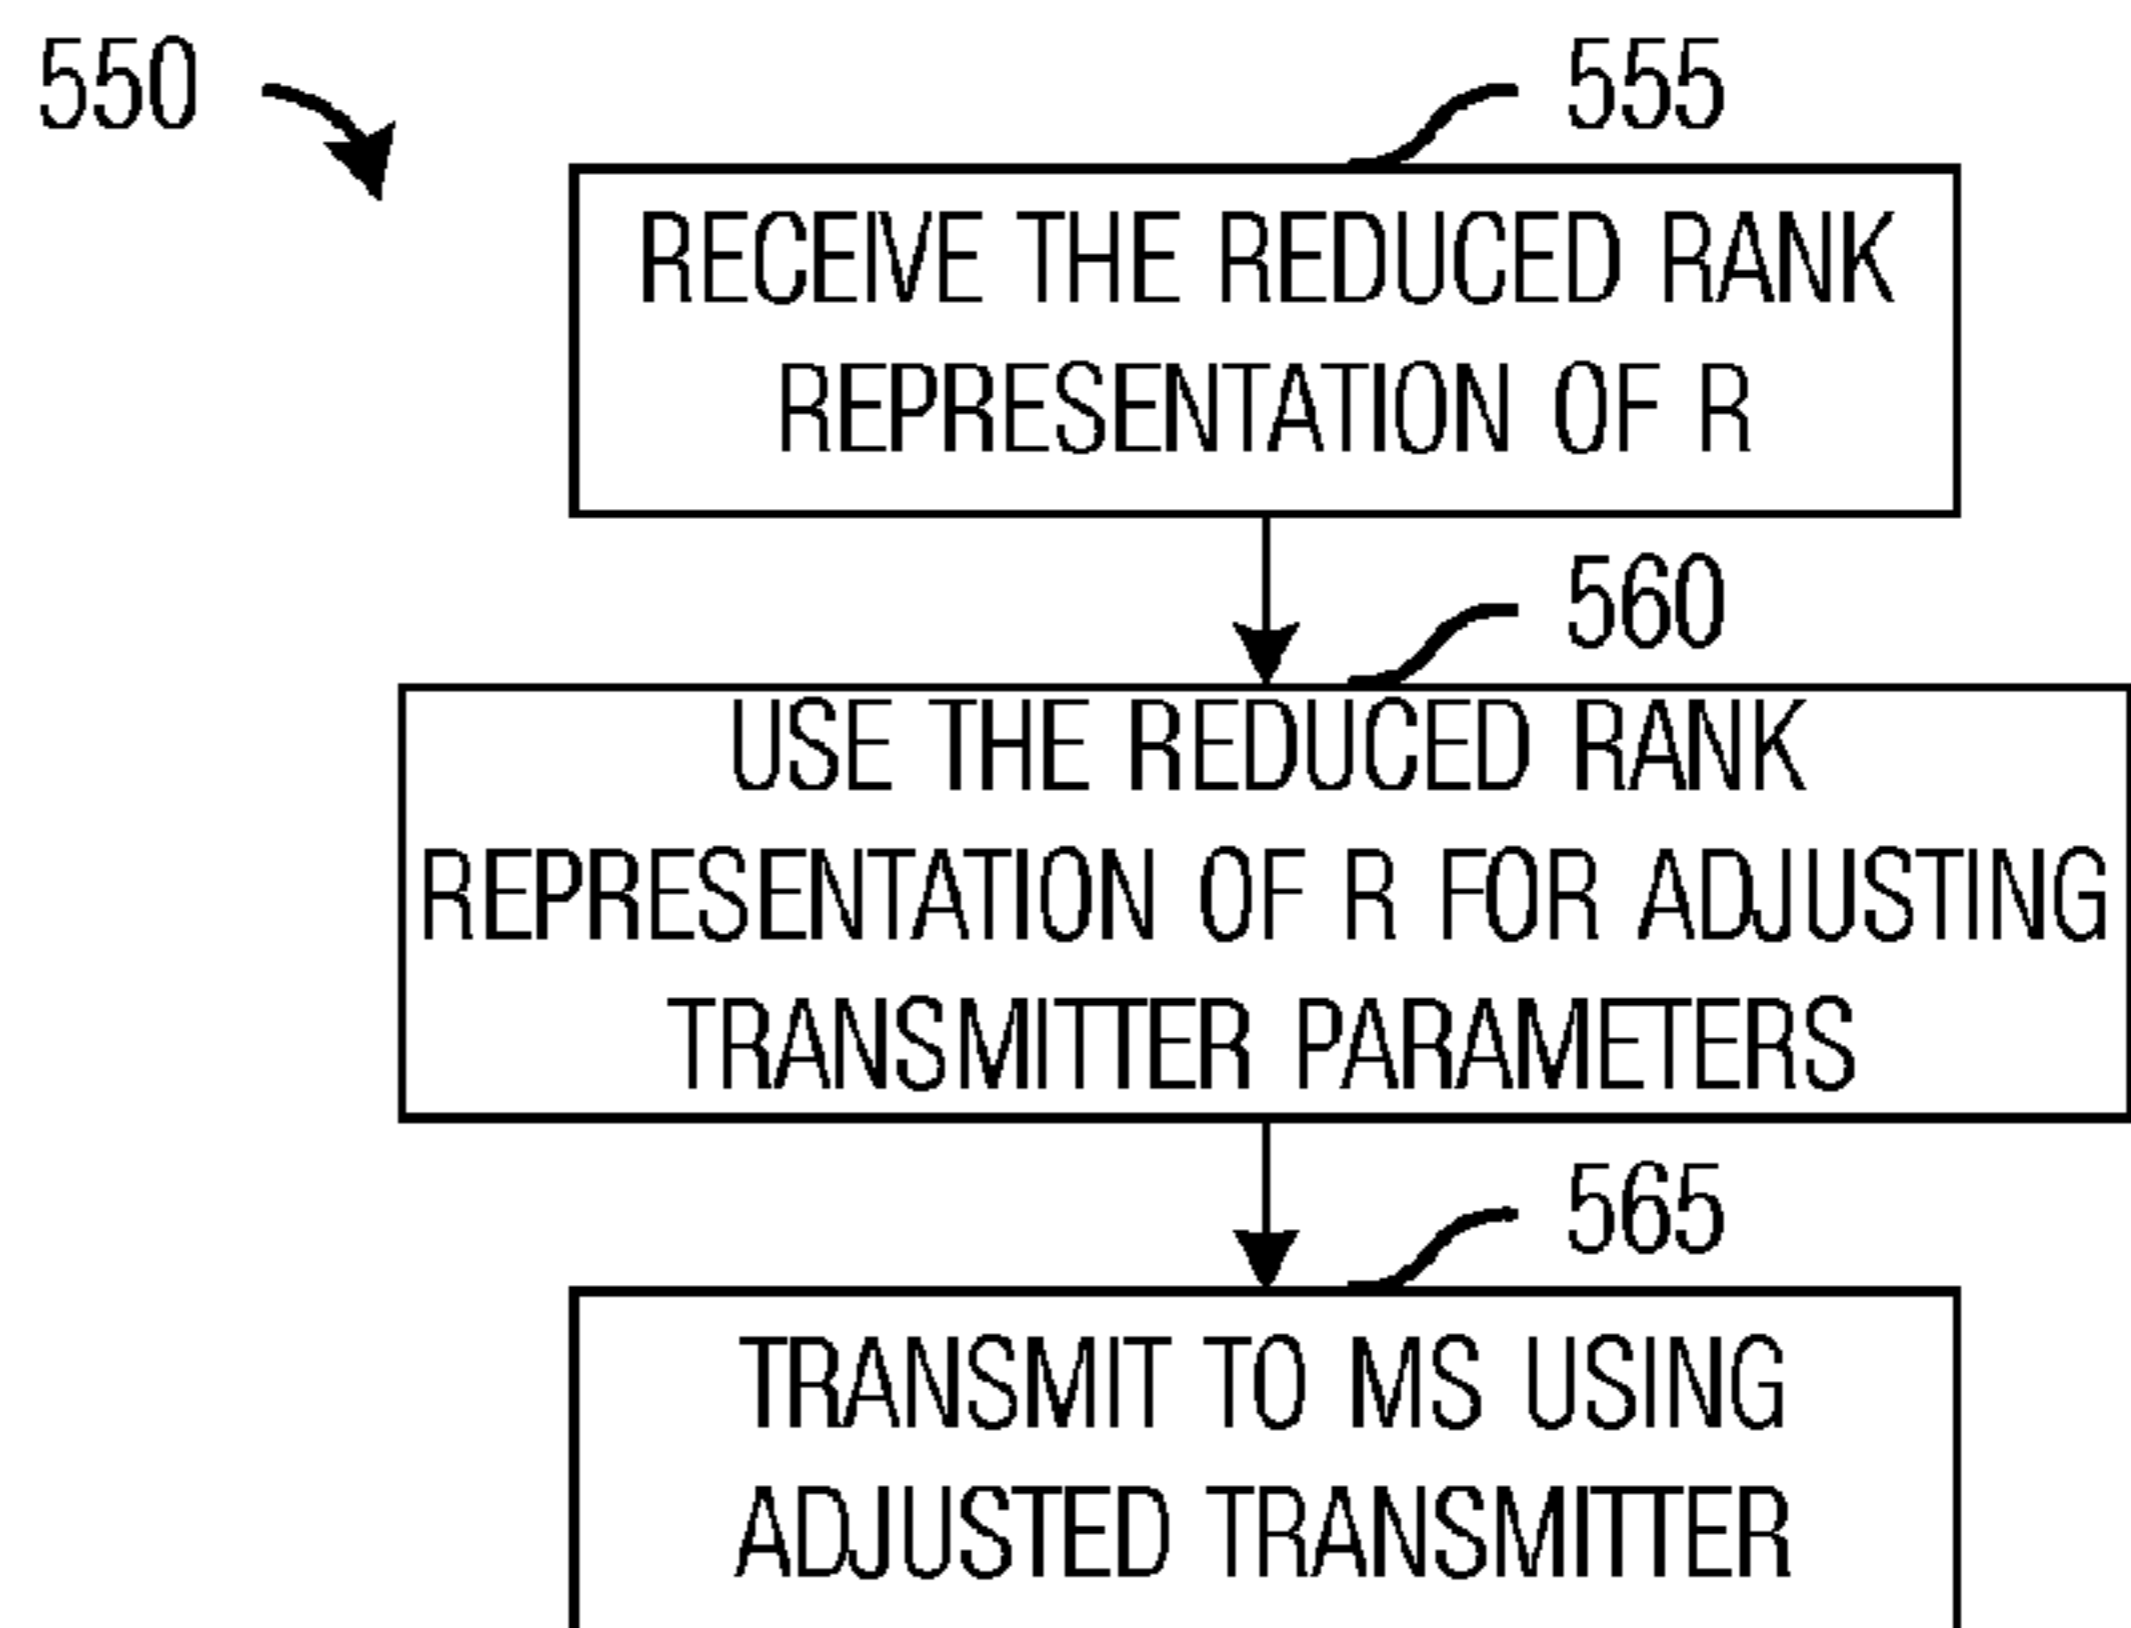 550
555
RECEIVE THE REDUCED RANK
REPRESENTATION OF R
560
USE THE REDUCED RANK
REPRESENTATION OF R FOR ADJUSTING
TRANSMITTER PARAMETERS
565
TRANSMIT TO MS USING
ADJUSTED TRANSMITTER